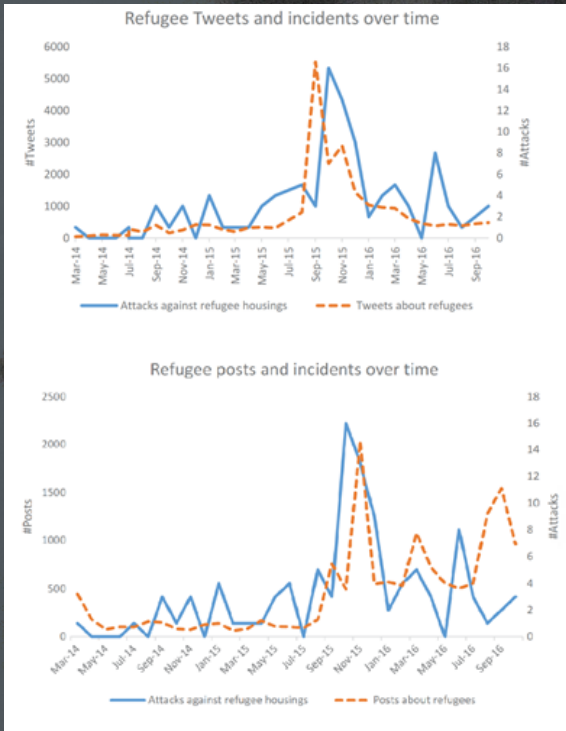 Refugee Tweets and incidents over time
6000
5000
4000
3000
2000
1000
0
#Tweets
18
16
14
12
10
8
6
4
2
0
#Attacks
Mar-14
May-14
Jul-14
Sep-14
Nov-14
Jan-15
Mar-15
May-15
Jul-15
Sep-15
Nov-15
Jan-16
Mar-16
May-16
Jul-16
Sep-16
Attacks against refugee housings
Tweets about refugees
Refugee posts and incidents over time
2500
2000
1500
1000
500
0
#Posts
18
16
14
12
10
8
6
4
2
0
#Attacks
Mar-14
May-14
Jul-14
Sep-14
Nov-14
Jan-15
Mar-15
May-15
Jul-15
Sep-15
Nov-15
Jan-16
Mar-16
May-16
Jul-16
Sep-16
Attacks against refugee housings
Posts about refugees